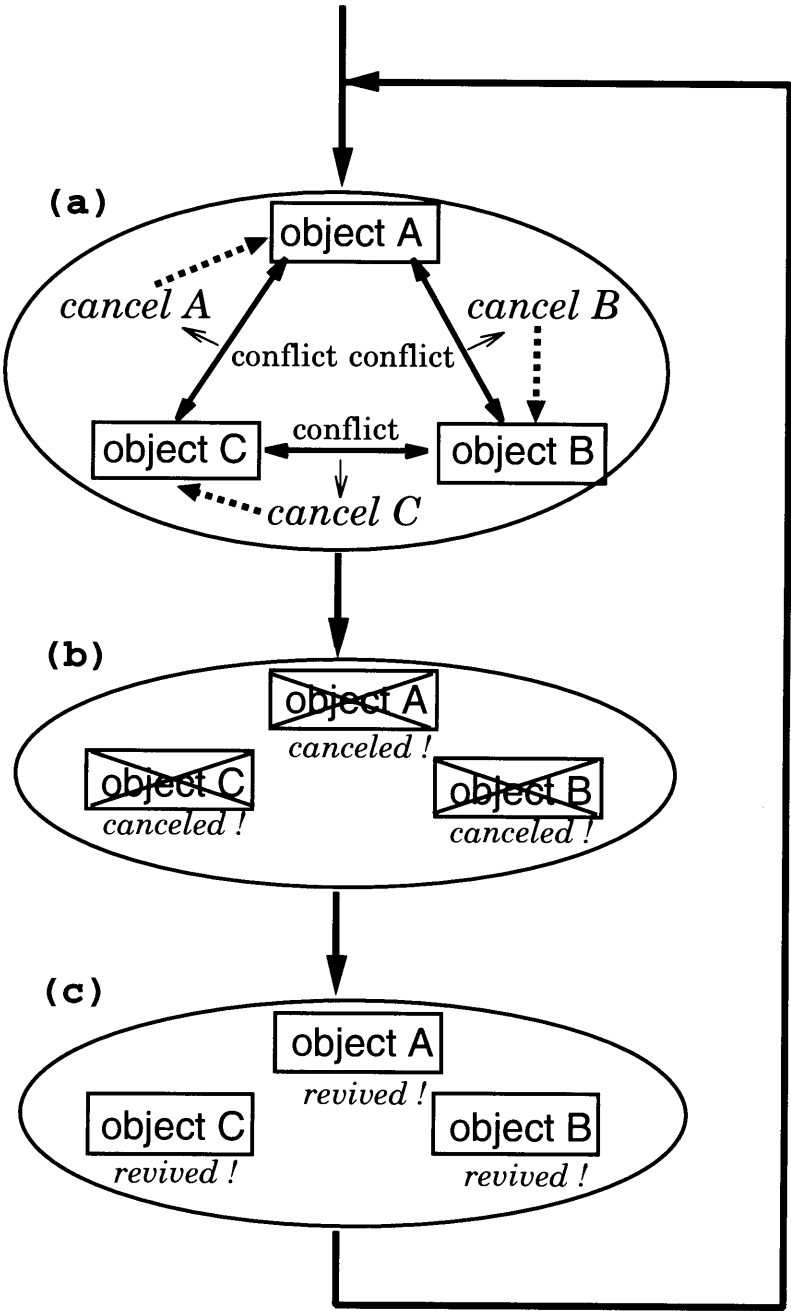 (a)
object A
cancel A
cancel B
conflict conflict
conflict
object C
object B
cancel C
(b)
object A
canceled !
object C
object B
canceled !
canceled !
(c)
object A
revived !
object C
object B
revived !
revived !